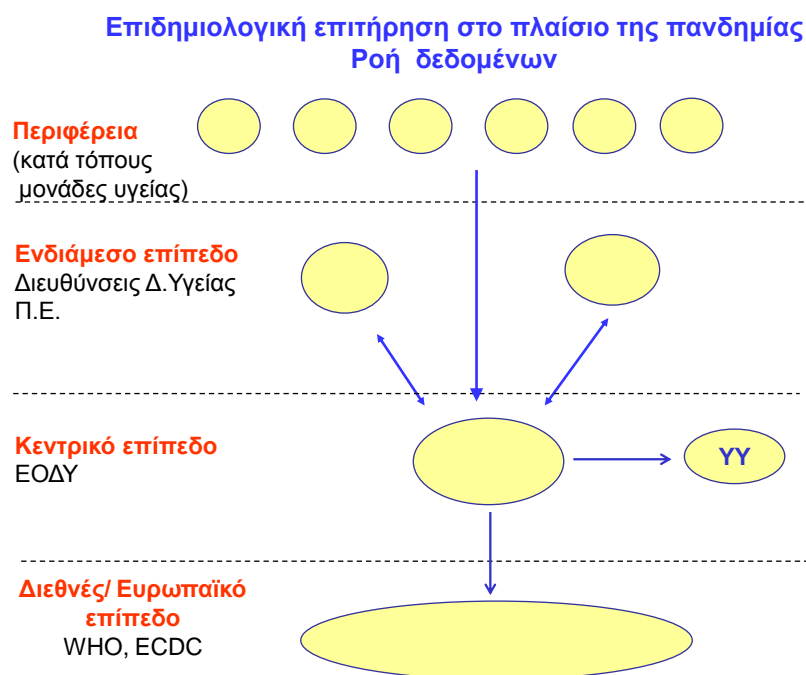 Επιδημιολογική επιτήρηση στο πλαίσιο της πανδημίας
Ροή δεδομένων
Περιφέρεια
(κατά τόπους
μονάδες υγείας)
Ενδιάμεσο επίπεδο
Διευθύνσεις Δ.Υγείας
Π.Ε.
Κεντρικό επίπεδο
ΕΟΔΥ
ΥΥ
Διεθνές/ Ευρωπαϊκό
επίπεδο
WHO, ECDC